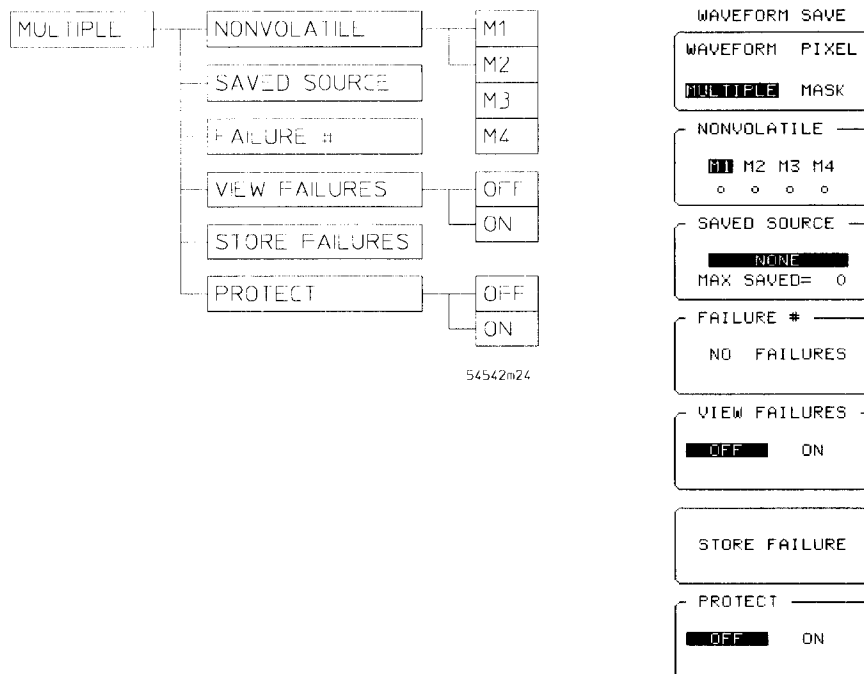 MULTIPLE
NONVOLATILE
M1
M2
SAVED SOURCE
M3
FAILURE #
M4
VIEW FAILURES
OFF
ON
STORE FAILURES
PROTECT
OFF
ON
54542m24
WAVEFORM SAVE
WAVEFORM PIXEL
MULTIPLE MASK
NONVOLATILE
M1 M2 M3 M4
o o o o
SAVED SOURCE
NONE
MAX SAVED= 0
FAILURE #
NO FAILURES
VIEW FAILURES
OFF ON
STORE FAILURE
PROTECT
OFF ON